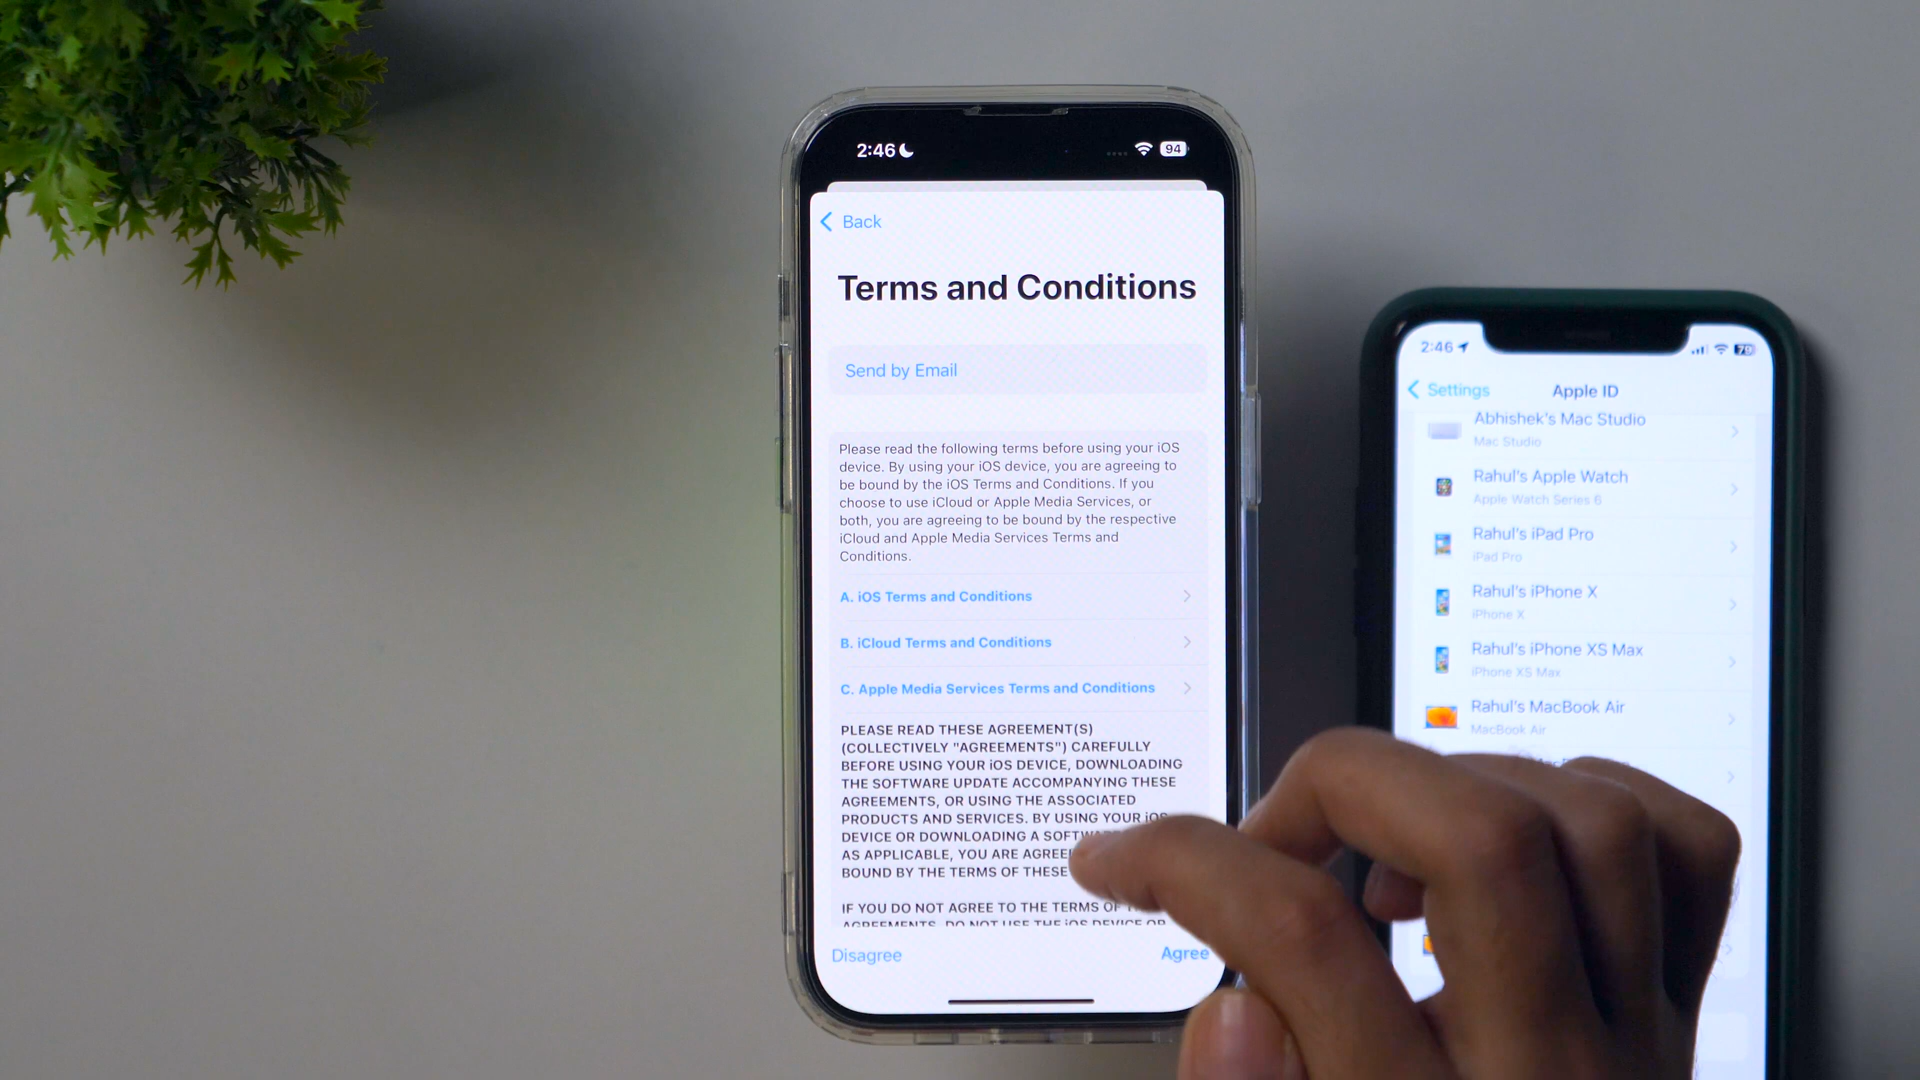 2:46
94
Back
Terms and Conditions
Send by Email
Please read the following terms before using your iOS
device. By using your iOS device, you are agreeing to
be bound by the iOS Terms and Conditions. If you
choose to use iCloud or Apple Media Services, or
both, you are agreeing to be bound by the respective
iCloud and Apple Media Services Terms and
Conditions.
A. iOS Terms and Conditions
B. iCloud Terms and Conditions
C. Apple Media Services Terms and Conditions
PLEASE READ THESE AGREEMENT(S)
(COLLECTIVELY "AGREEMENTS") CAREFULLY
BEFORE USING YOUR iOS DEVICE, DOWNLOADING
THE SOFTWARE UPDATE ACCOMPANYING THESE
AGREEMENTS, OR USING THE ASSOCIATED
PRODUCTS AND SERVICES. BY USING YOUR iOS
DEVICE OR DOWNLOADING A
AS APPLICABLE, YOU ARE
BOUND BY THE TERMS OF THESE
IF YOU DO NOT AGREE TO THE TERMS OF
AGREEMENTS, DO NOT USE THE iOS DEVICE OR
Disagree
Agree
2:46
79
Settings
Apple ID
Abhishek's Mac Studio
Mac Studio
Rahul's Apple Watch
Apple Watch Series 6
Rahul's iPad Pro
iPad Pro
Rahul's iPhone X
iPhone X
Rahul's iPhone XS Max
iPhone XS Max
Rahul's MacBook Air
MacBook Air